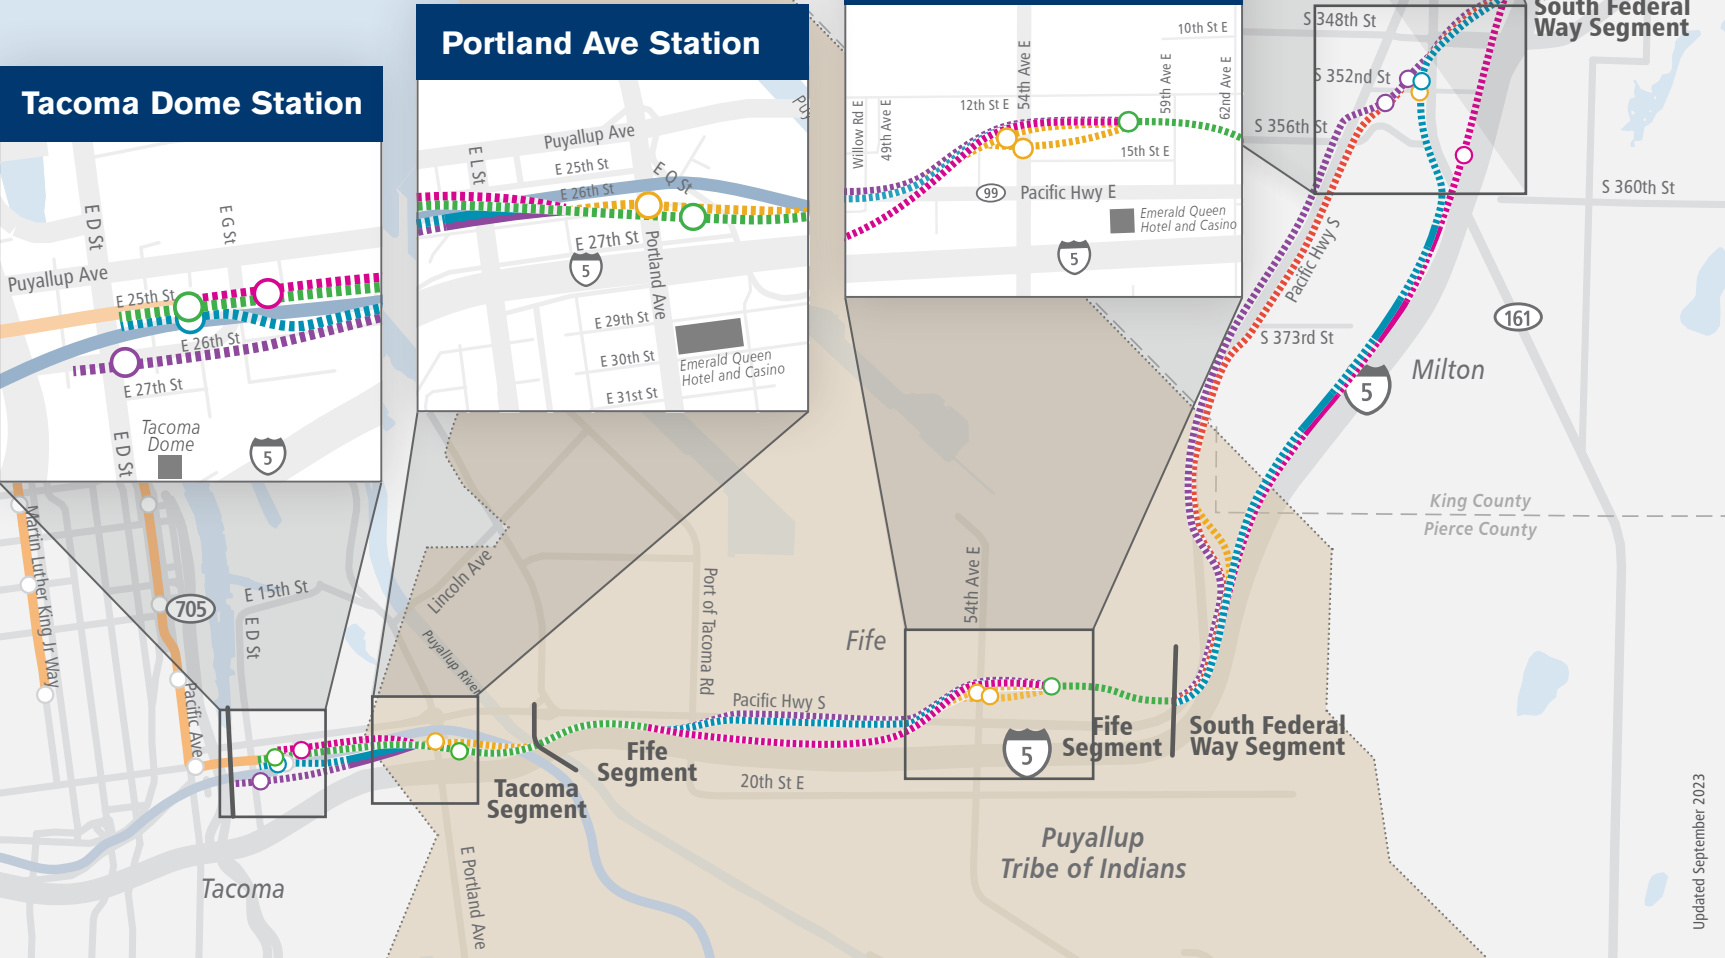 Tacoma Dome Station
E D St
E G St
Puyallup Ave
E 25th St
E 26th St
E 27th St
Tacoma
Dome
E D St
5
Portland Ave Station
Puyallup Ave
E L St
E 25th St
E 26th St
E Q St
E 27th St
5
Portland Ave
E 29th St
E 30th St
E 31st St
Emerald Queen
Hotel and Casino
10th St E
54th Ave E
59th Ave E
62nd Ave E
12th St E
Willow Rd E
49th Ave E
15th St E
99
Pacific Hwy E
Emerald Queen
Hotel and Casino
5
South Federal
Way Segment
S 348th St
S 352nd St
S 356th St
S 360th St
Pacific Hwy S
S 373rd St
161
Milton
5
King County
Pierce County
Martin Luther King Jr Way
705
E 15th St
E D St
Pacific Ave
Lincoln Ave
Puyallup River
Port of Tacoma Rd
Fife
54th Ave E
Pacific Hwy S
Fife
Segment
Tacoma
Segment
20th St E
5
Fife
Segment
South Federal
Way Segment
Puyallup
Tribe of Indians
Tacoma
E Portland Ave
Updated September 2023